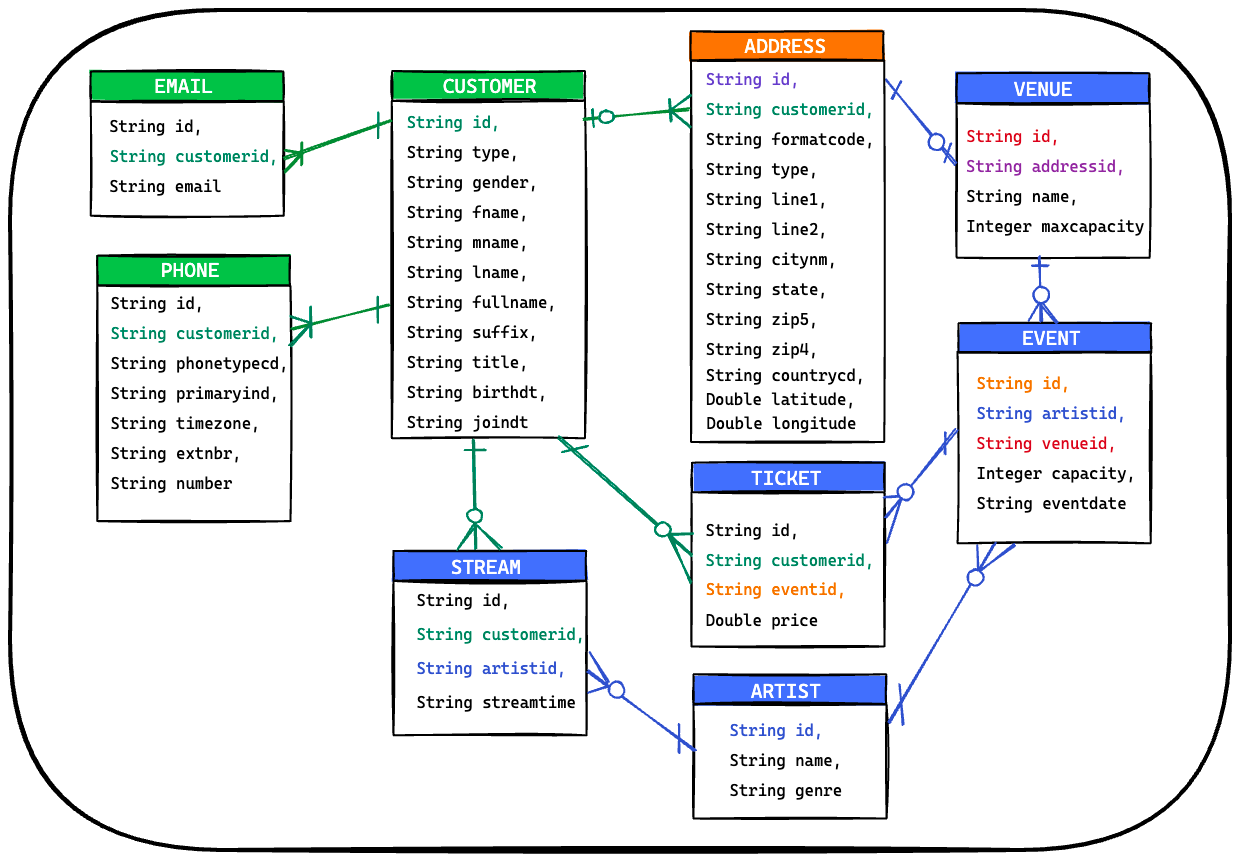 EMAIL
String id,
String customerid,
String email
PHONE
String id,
String customerid,
String phonetypecd,
String primaryind,
String timezone,
String extnbr,
String number
CUSTOMER
String id,
String type,
String gender,
String fname,
String mname,
String lname,
String fullname,
String suffix,
String title,
String birthdt,
String joindt
STREAM
String id,
String customerid,
String artistid,
String streamtime
ADDRESS
String id,
String customerid,
String formatcode,
String type,
String line1,
String line2,
String citynm,
String state,
String zip5,
String zip4,
String countrycd,
Double latitude,
Double longitude
TICKET
String id,
String customerid,
String eventid,
Double price
ARTIST
String id,
String name,
String genre
VENUE
String id,
String addressid,
String name,
Integer maxcapacity
EVENT
String id,
String artistid,
String venueid,
Integer capacity,
String eventdate